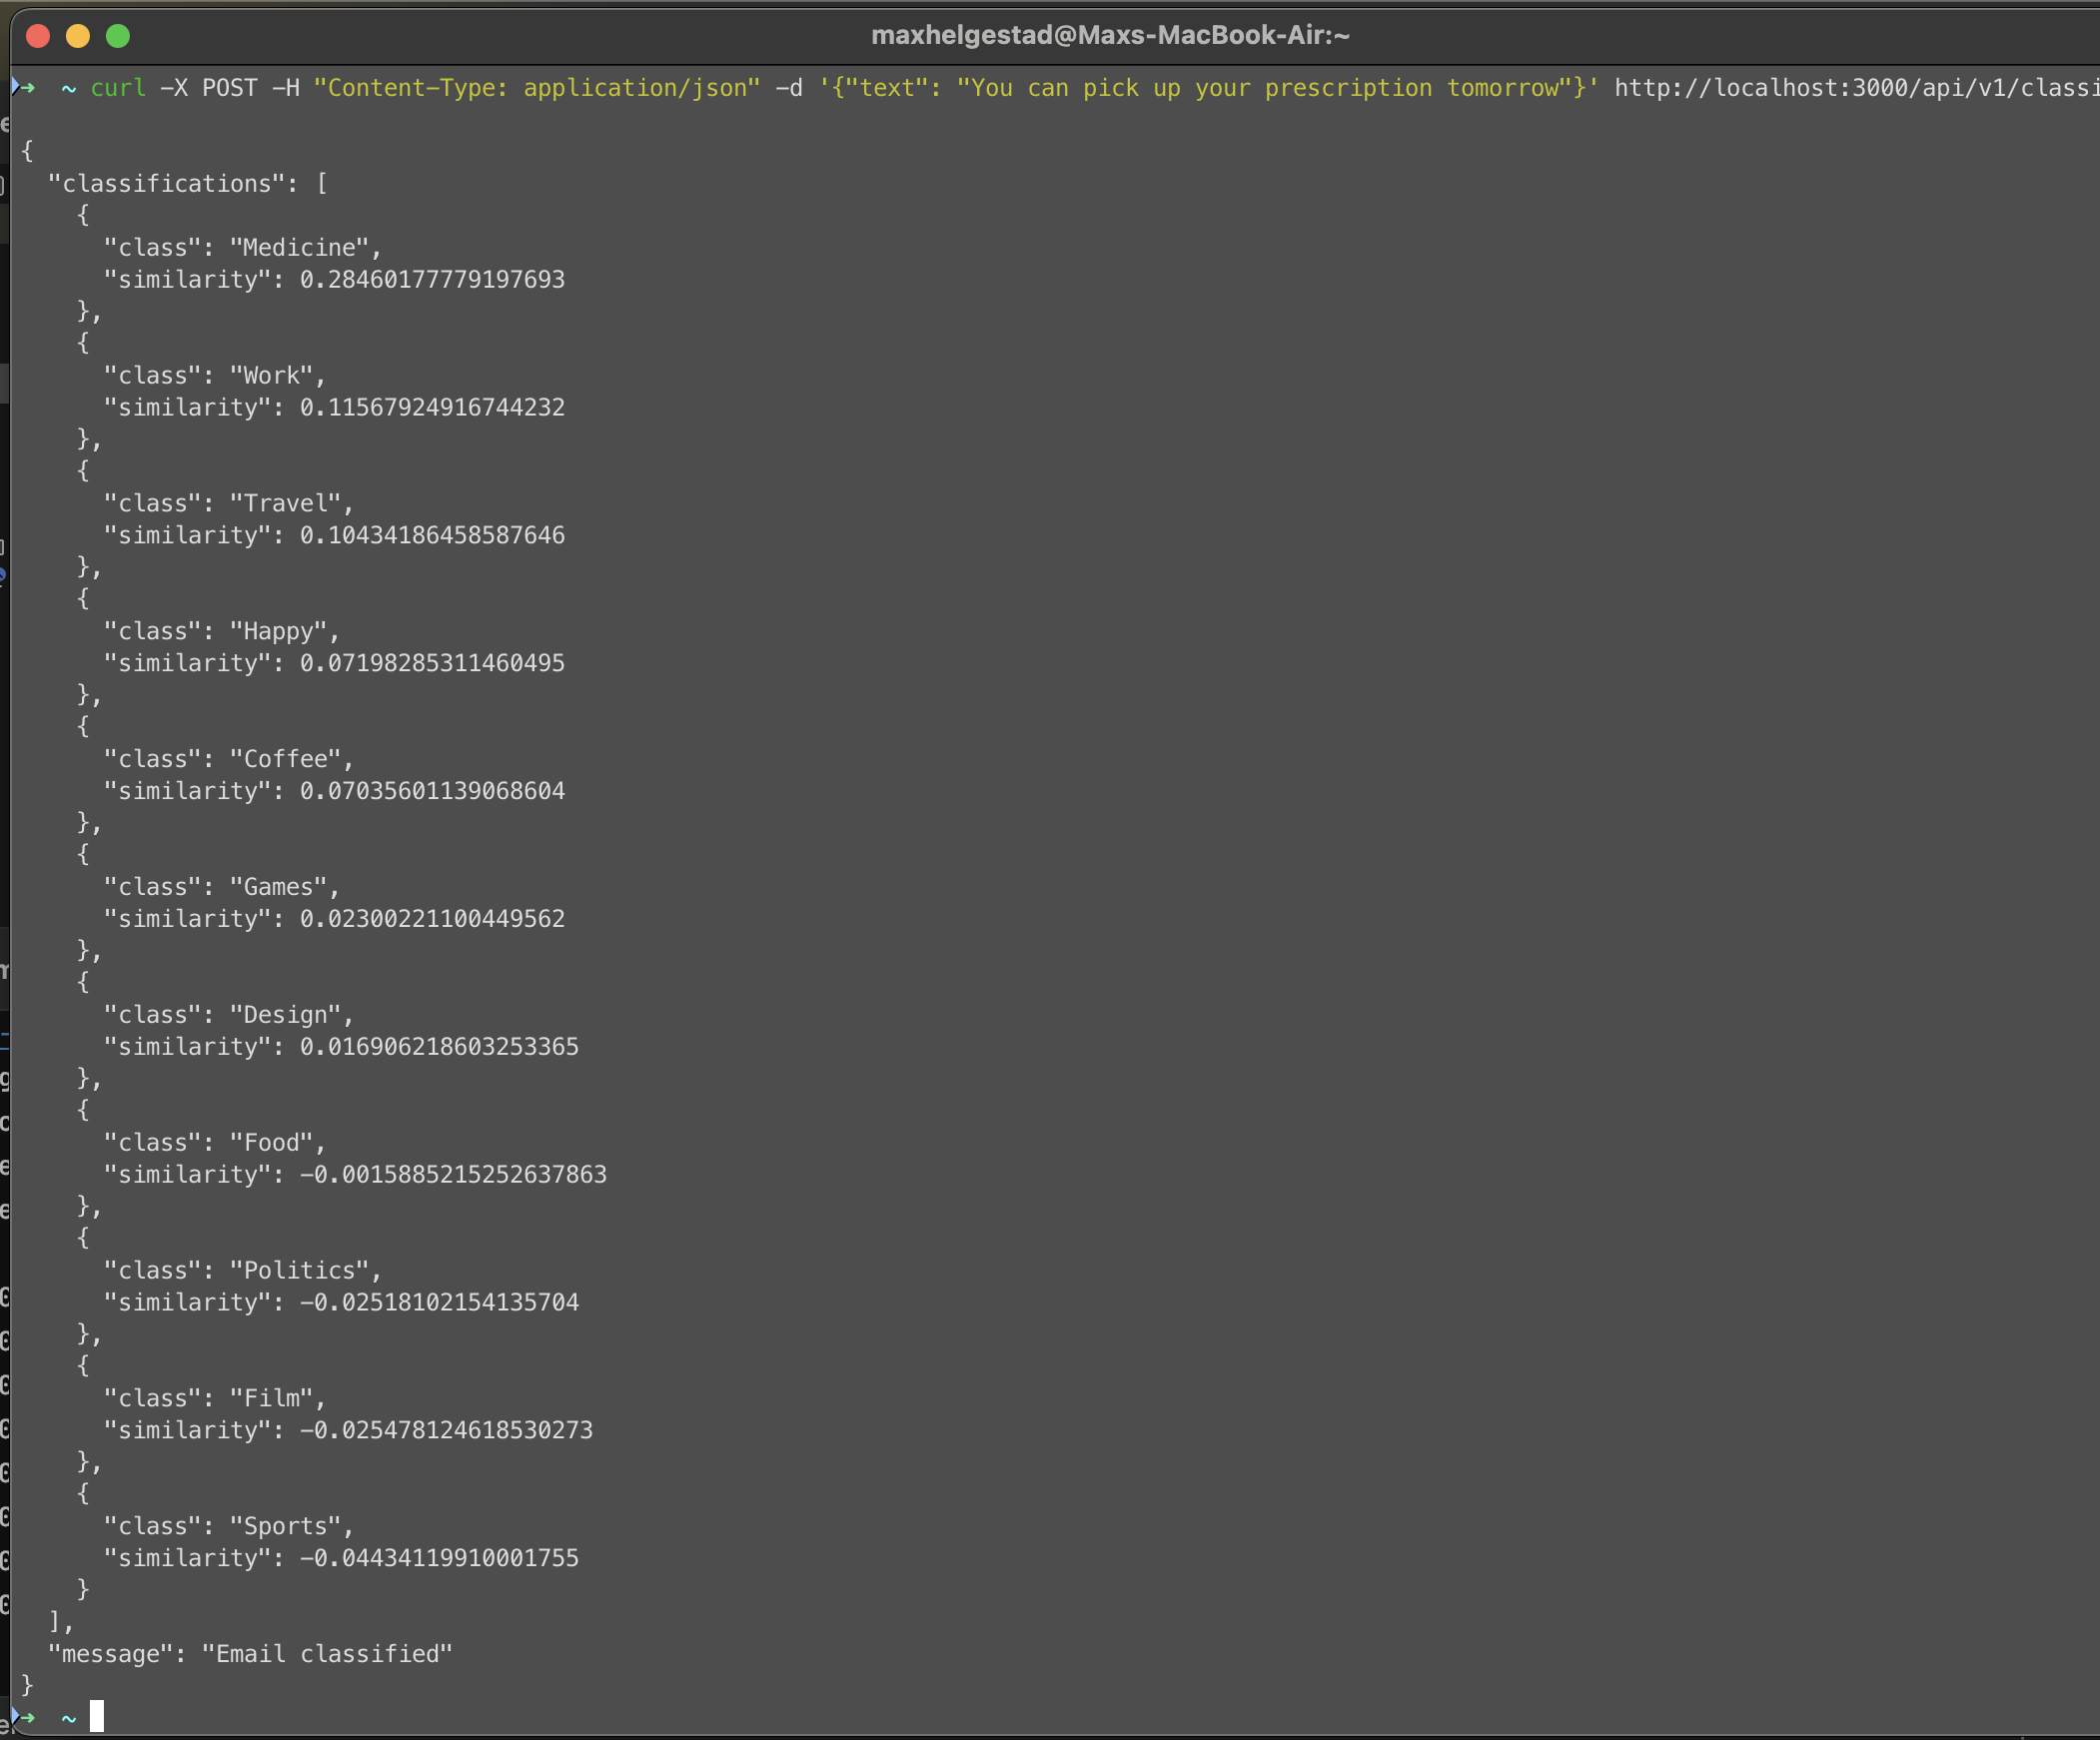 maxhelgestad@Maxs-MacBook-Air:~
➜ ~ curl -X POST -H "Content-Type: application/json" -d '{"text": "You can pick up your prescription tomorrow"}' http://localhost:3000/api/v1/classi
{
  "classifications": [
    {
      "class": "Medicine",
      "similarity": 0.28460177779197693
    },
    {
      "class": "Work",
      "similarity": 0.11567924916744232
    },
    {
      "class": "Travel",
      "similarity": 0.10434186458587646
    },
    {
      "class": "Happy",
      "similarity": 0.07198285311460495
    },
    {
      "class": "Coffee",
      "similarity": 0.07035601139068604
    },
    {
      "class": "Games",
      "similarity": 0.02300221100449562
    },
    {
      "class": "Design",
      "similarity": 0.016906218603253365
    },
    {
      "class": "Food",
      "similarity": -0.0015885215252637863
    },
    {
      "class": "Politics",
      "similarity": -0.02518102154135704
    },
    {
      "class": "Film",
      "similarity": -0.025478124618530273
    },
    {
      "class": "Sports",
      "similarity": -0.04434119910001755
    }
  ],
  "message": "Email classified"
}
➜ ~